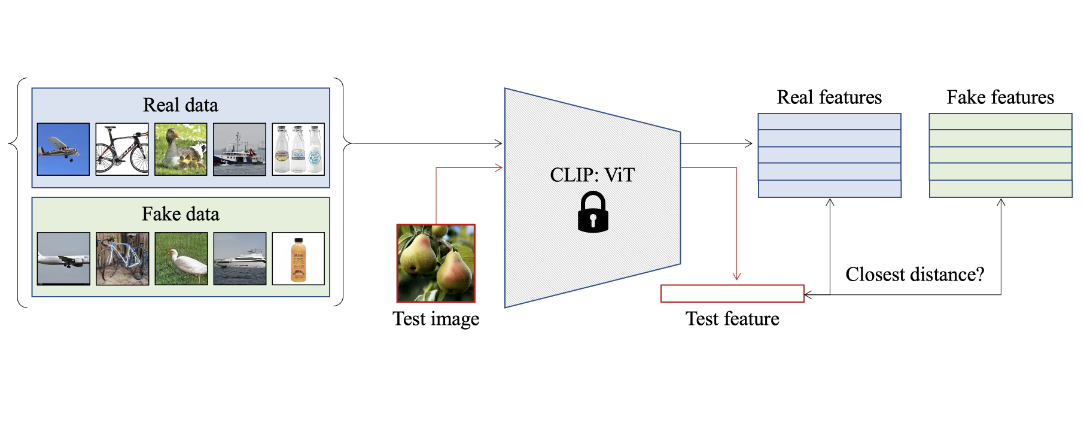 Real data
Fake data
Test image
CLIP: ViT
Real features
Fake features
Closest distance?
Test feature